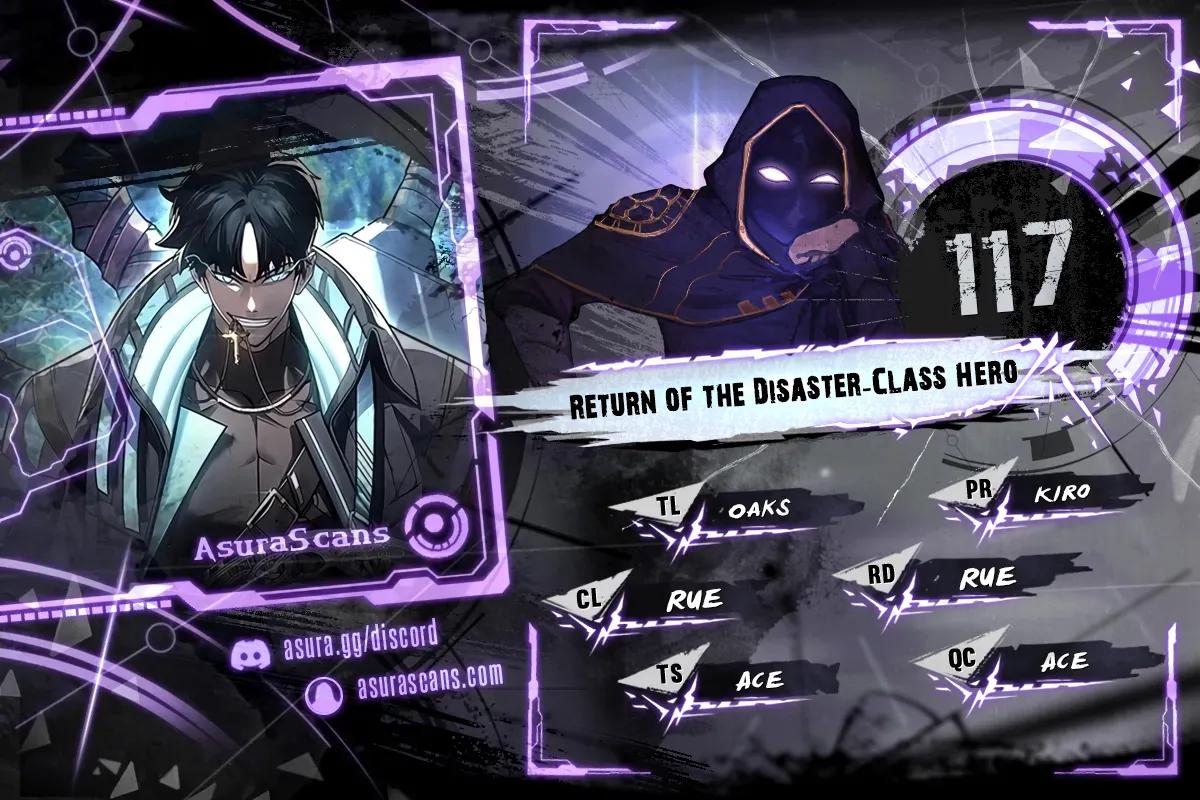 117
RETURN OF THE DISASTER-CLASS HERO
TL OAKS
PR KIRO
CL RUE
RD RUE
TS ACE
QC ACE
AsuraScans
asura.gg/discord
asurascans.com